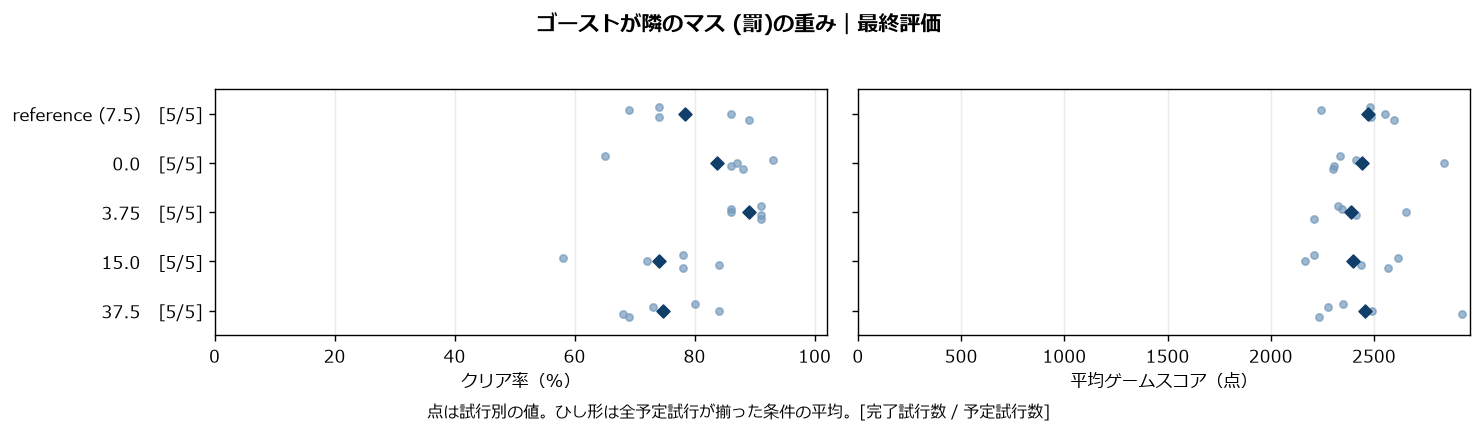 ゴーストが隣のマス (罰)の重み｜最終評価
reference (7.5) [5/5]
0.0 [5/5]
3.75 [5/5]
15.0 [5/5]
37.5 [5/5]
0 20 40 60 80 100
クリア率（%）
0 500 1000 1500 2000 2500
平均ゲームスコア（点）
点は試行別の値。ひし形は全予定試行が揃った条件の平均。[完了試行数 / 予定試行数]